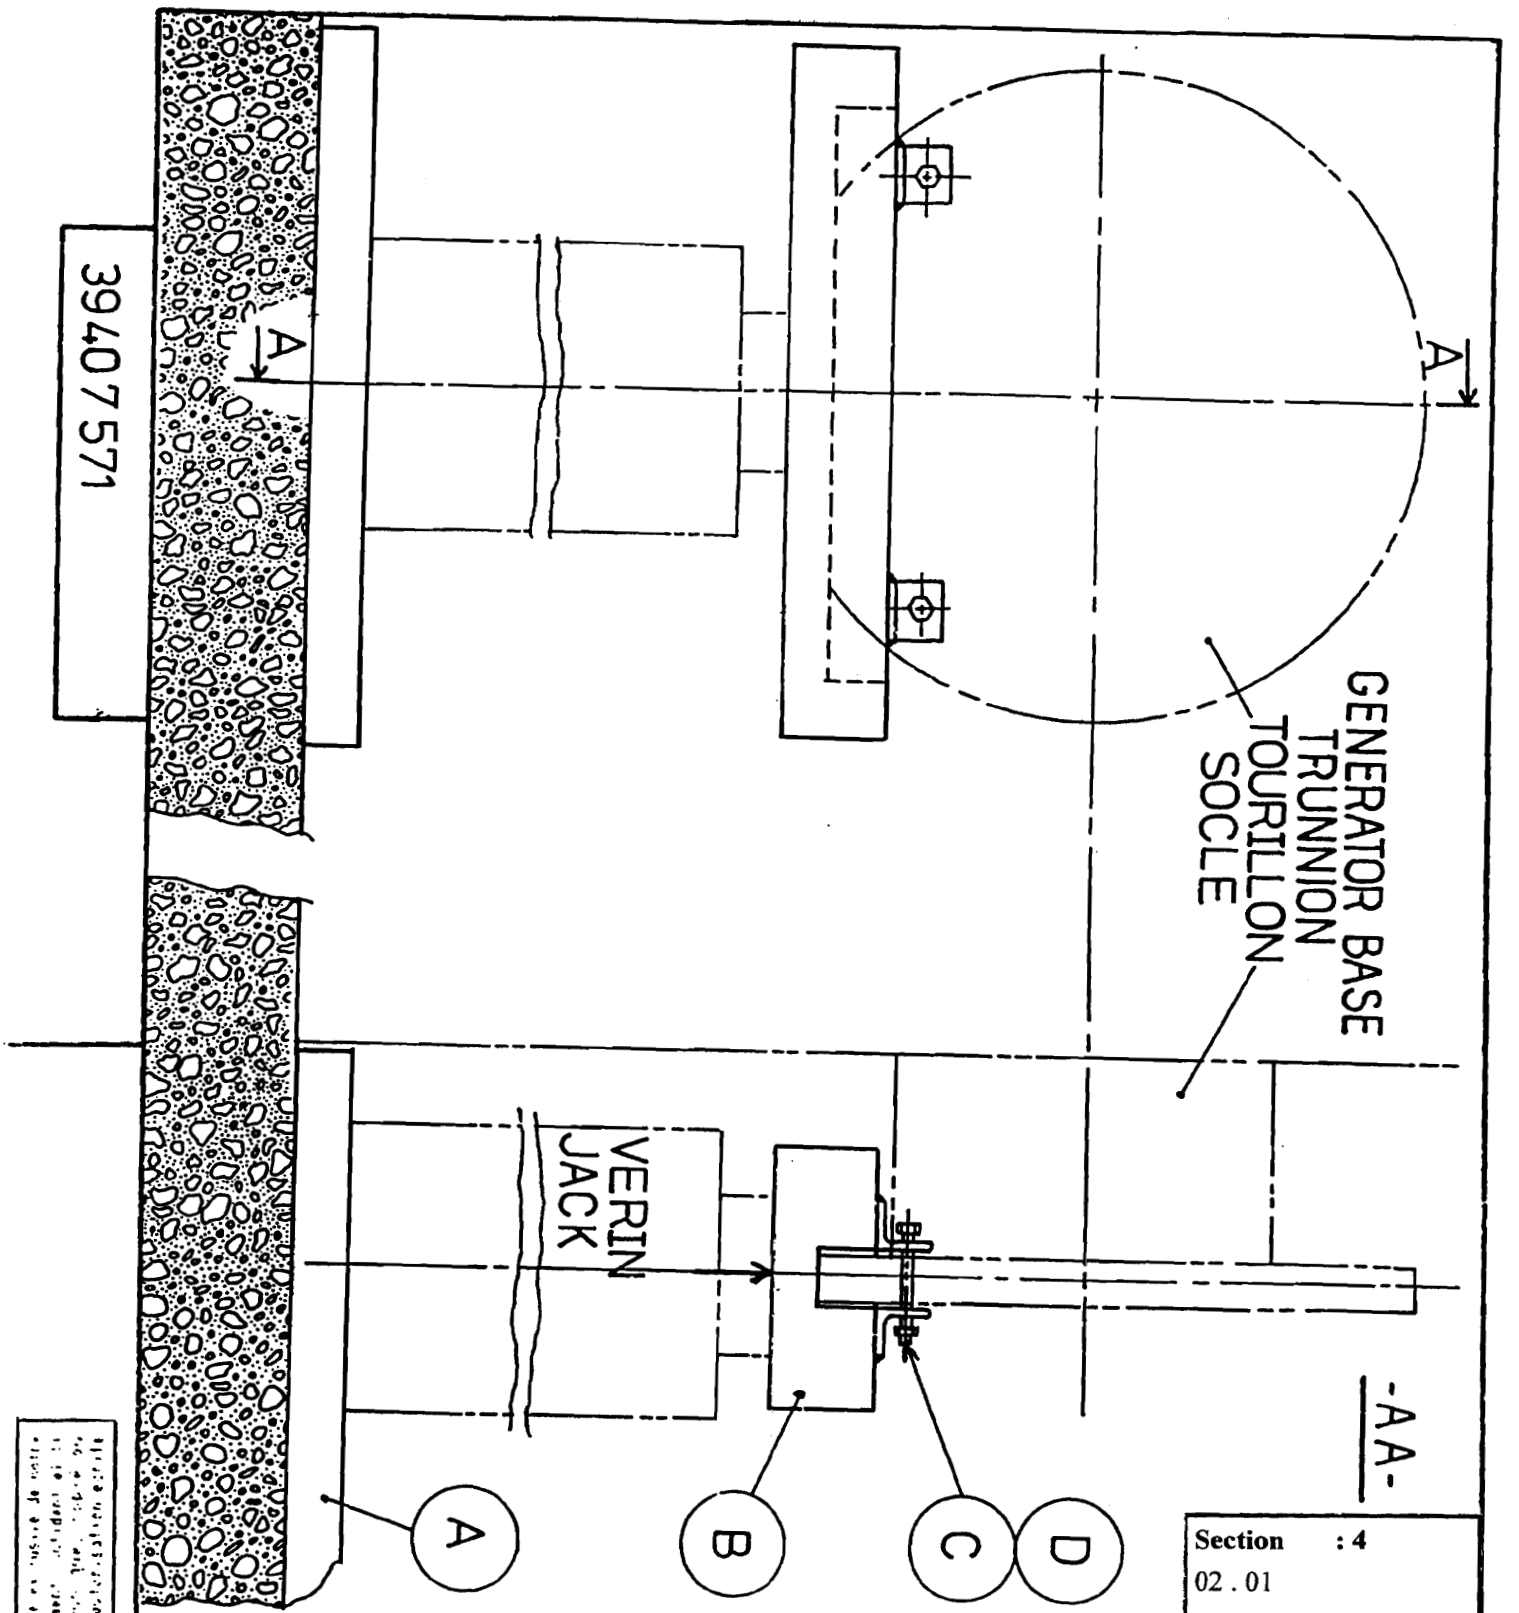 A
A
39407571
GENERATOR BASE
TRUNNION
TOURILLON
SOCLE
VERIN
JACK
-AA-
A
B
C
D
Section : 4
02 . 01